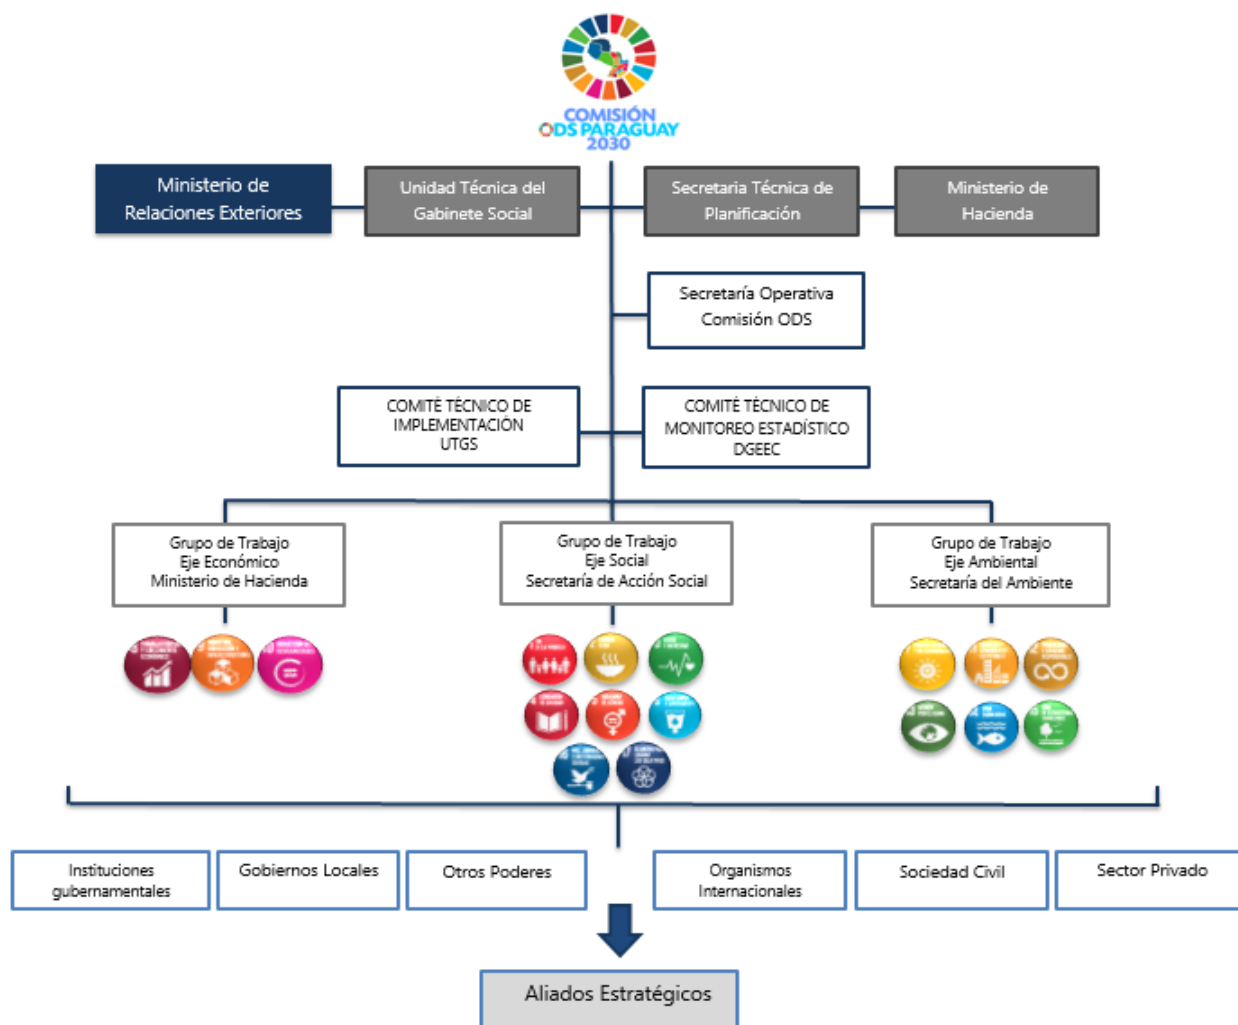 COMISIÓN
ODS PARAGUAY
2030
Ministerio de
Relaciones Exteriores
Unidad Técnica del
Gabinete Social
Secretaria Técnica de
Planificación
Ministerio de
Hacienda
Secretaría Operativa
Comisión ODS
COMITÉ TÉCNICO DE
IMPLEMENTACIÓN
UTGS
COMITÉ TÉCNICO DE
MONITOREO ESTADÍSTICO
DGEEC
Grupo de Trabajo
Eje Económico
Ministerio de Hacienda
Grupo de Trabajo
Eje Social
Secretaría de Acción Social
Grupo de Trabajo
Eje Ambiental
Secretaría del Ambiente
Instituciones
gubernamentales
Gobiernos Locales
Otros Poderes
Organismos
Internacionales
Sociedad Civil
Sector Privado
Aliados Estratégicos